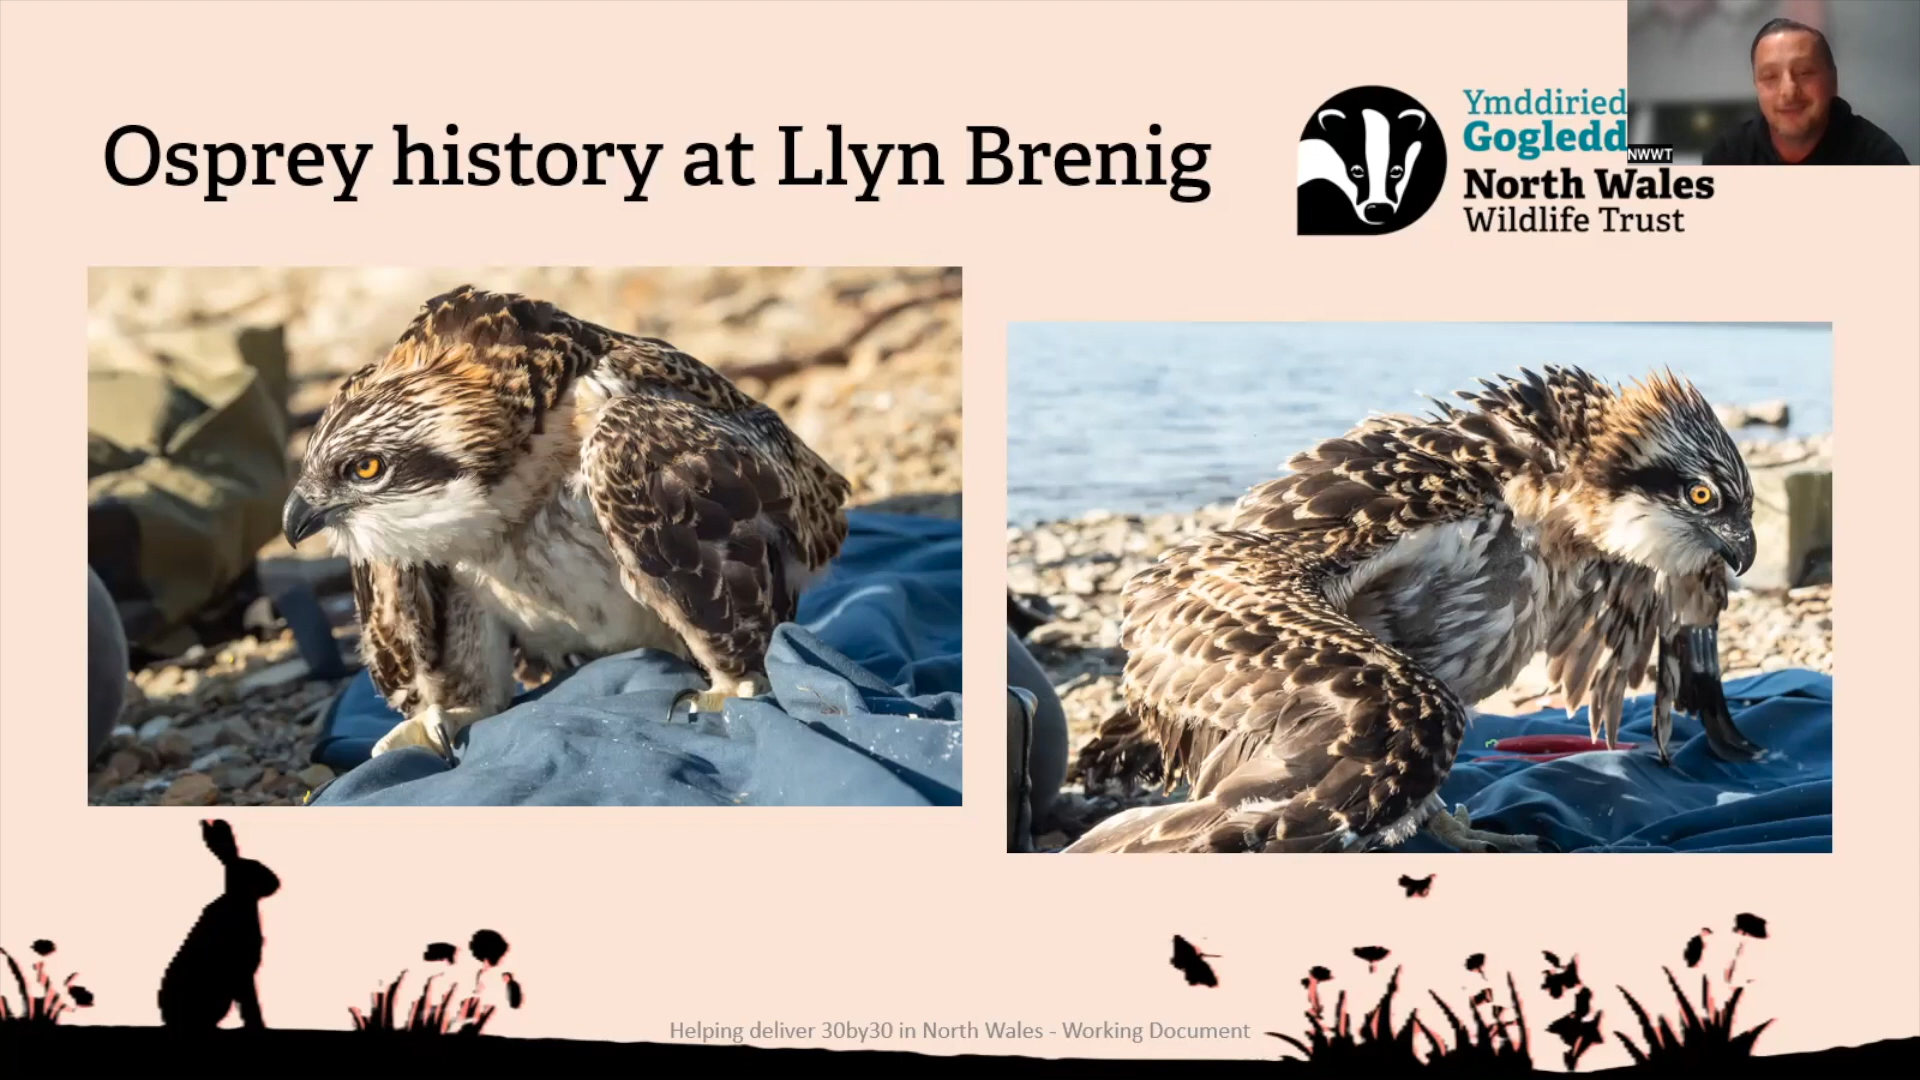 Osprey history at Llyn Brenig
Ymddiried
Gogledd
North Wales
Wildlife Trust
NWWT
Helping deliver 30by30 in North Wales - Working Document